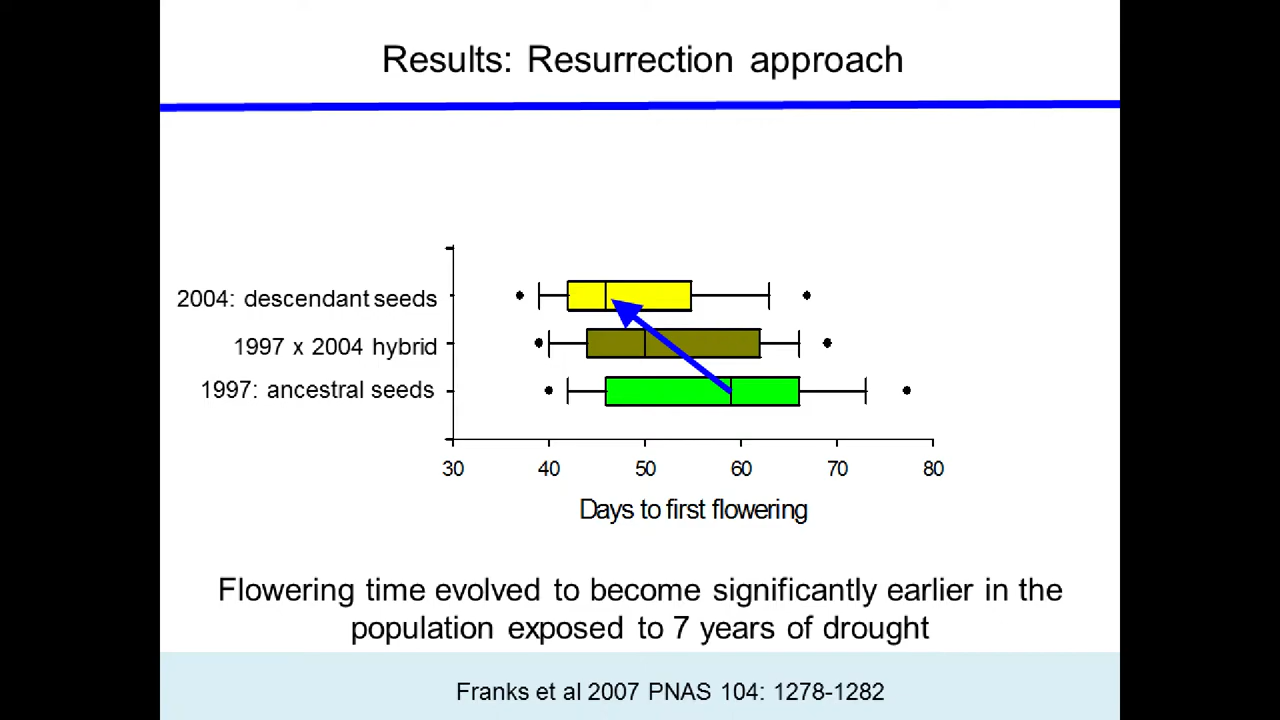 Results: Resurrection approach
2004: descendant seeds
1997 x 2004 hybrid
1997: ancestral seeds
30 40 50 60 70 80
Days to first flowering
Flowering time evolved to become significantly earlier in the
population exposed to 7 years of drought
Franks et al 2007 PNAS 104: 1278-1282